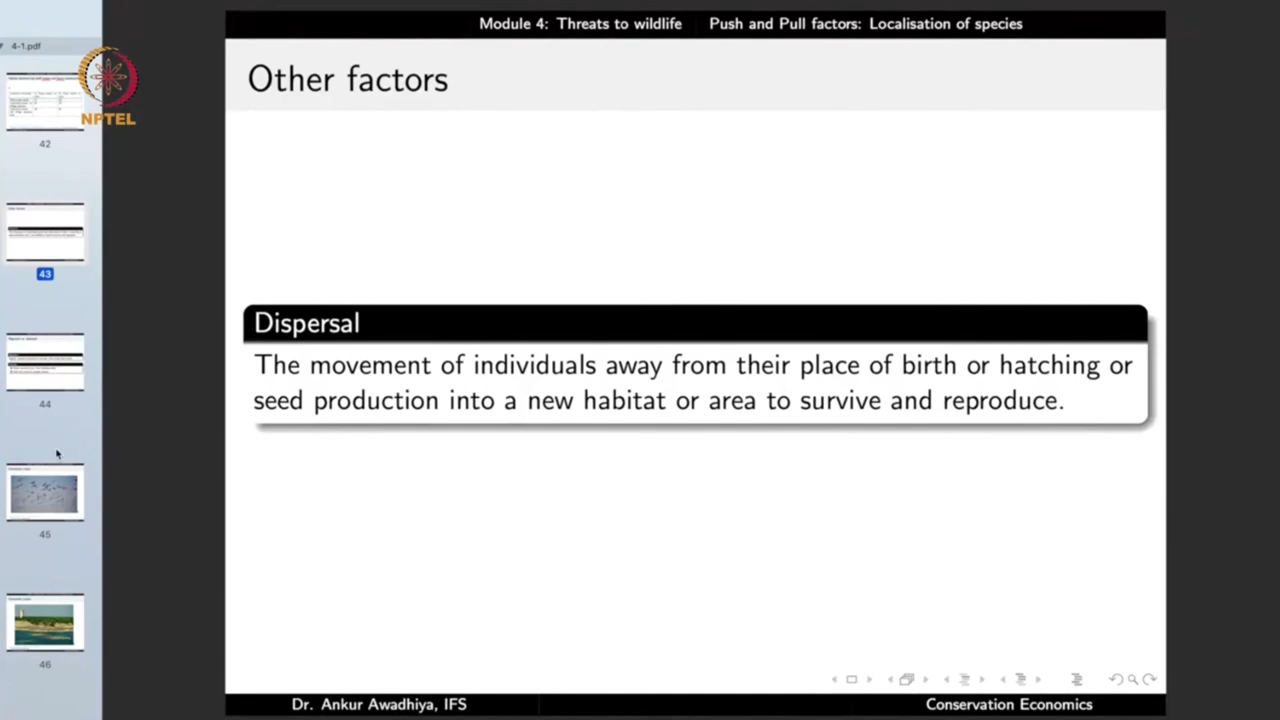 Module 4: Threats to wildlife Push and Pull factors: Localisation of species
4-1.pdf
NPTEL
Other factors
42
43
44
45
46
Dispersal
The movement of individuals away from their place of birth or hatching or
seed production into a new habitat or area to survive and reproduce.
Dr. Ankur Awadhiya, IFS Conservation Economics